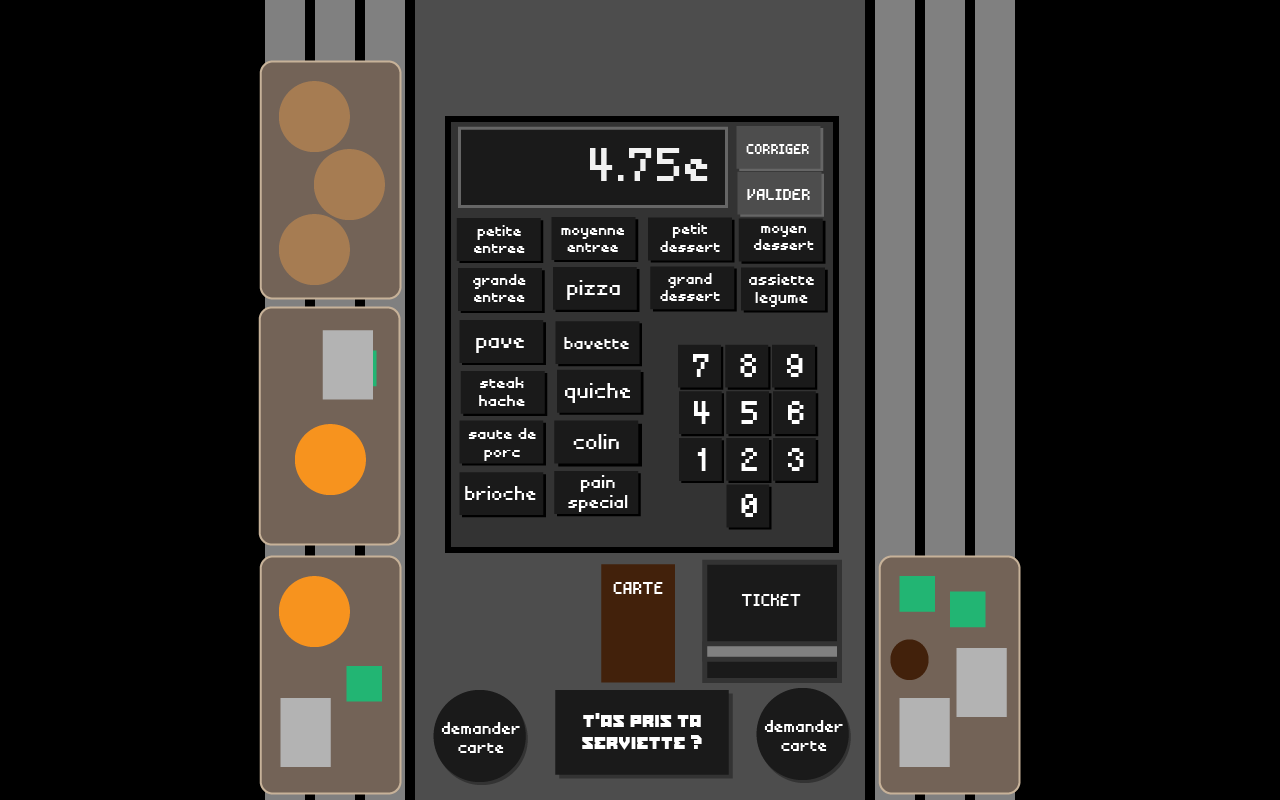 4.75e
CORRIGER
VALIDER
petite
entree
moyenne
entree
petit
dessert
moyen
dessert
grande
entree
pizza
grand
dessert
assiette
legume
pave
bavette
steak
hache
quiche
saute de
porc
colin
brioche
pain
special
7 8 9
4 5 6
1 2 3
0
CARTE
TICKET
demander
carte
T'AS PRIS TA
SERVIETTE ?
demander
carte